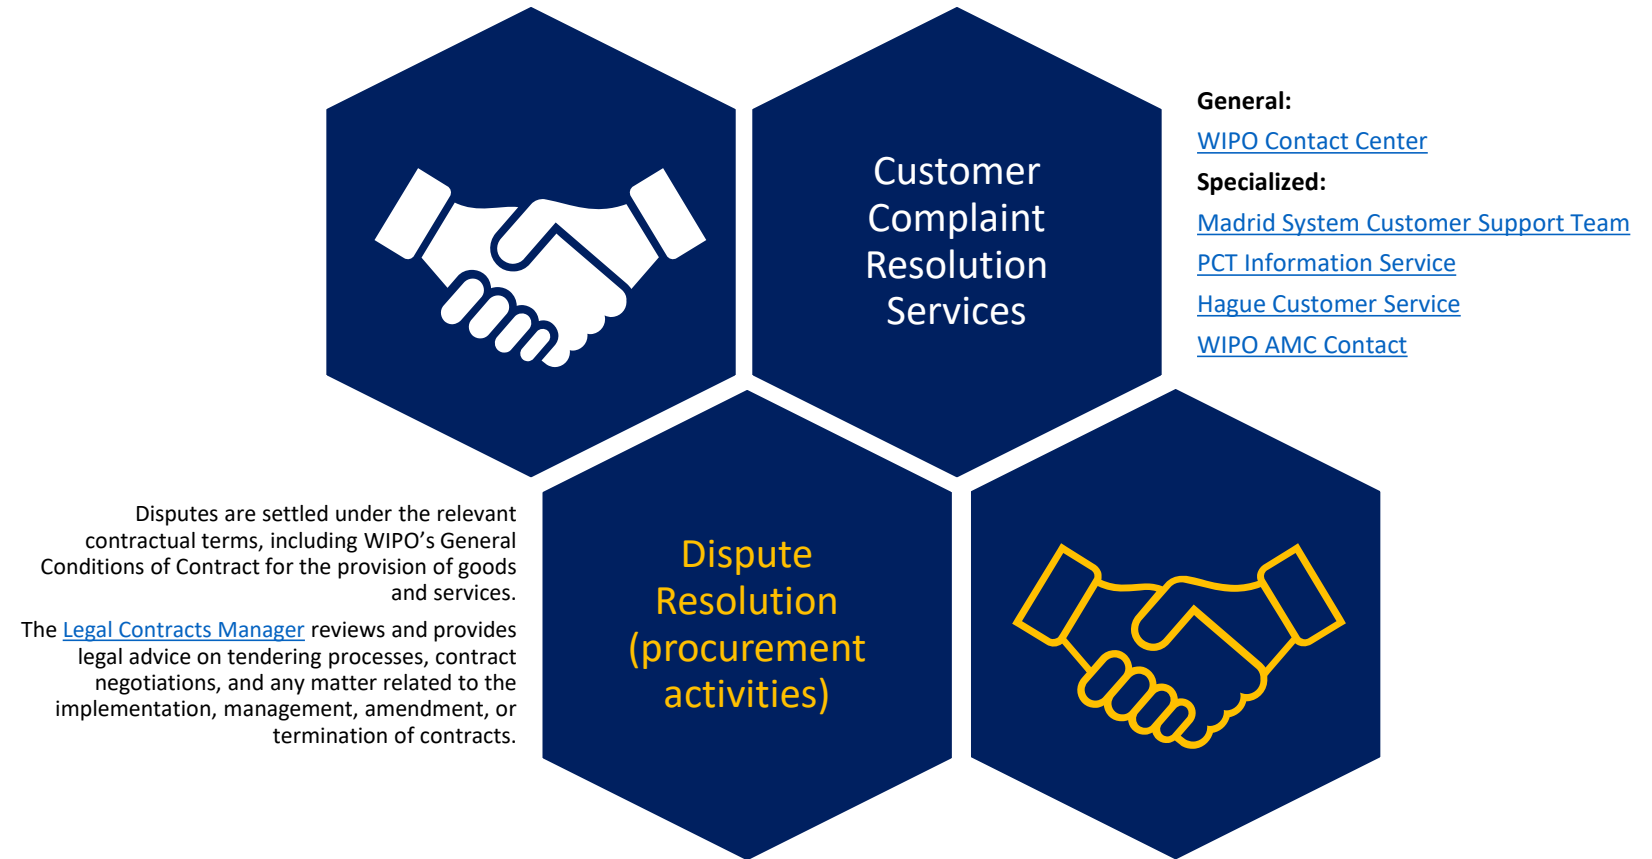 Customer
Complaint
Resolution
Services
General:
WIPO Contact Center
Specialized:
Madrid System Customer Support Team
PCT Information Service
Hague Customer Service
WIPO AMC Contact
Disputes are settled under the relevant
contractual terms, including WIPO’s General
Conditions of Contract for the provision of goods
and services.
The Legal Contracts Manager reviews and provides
legal advice on tendering processes, contract
negotiations, and any matter related to the
implementation, management, amendment, or
termination of contracts.
Dispute
Resolution
(procurement
activities)